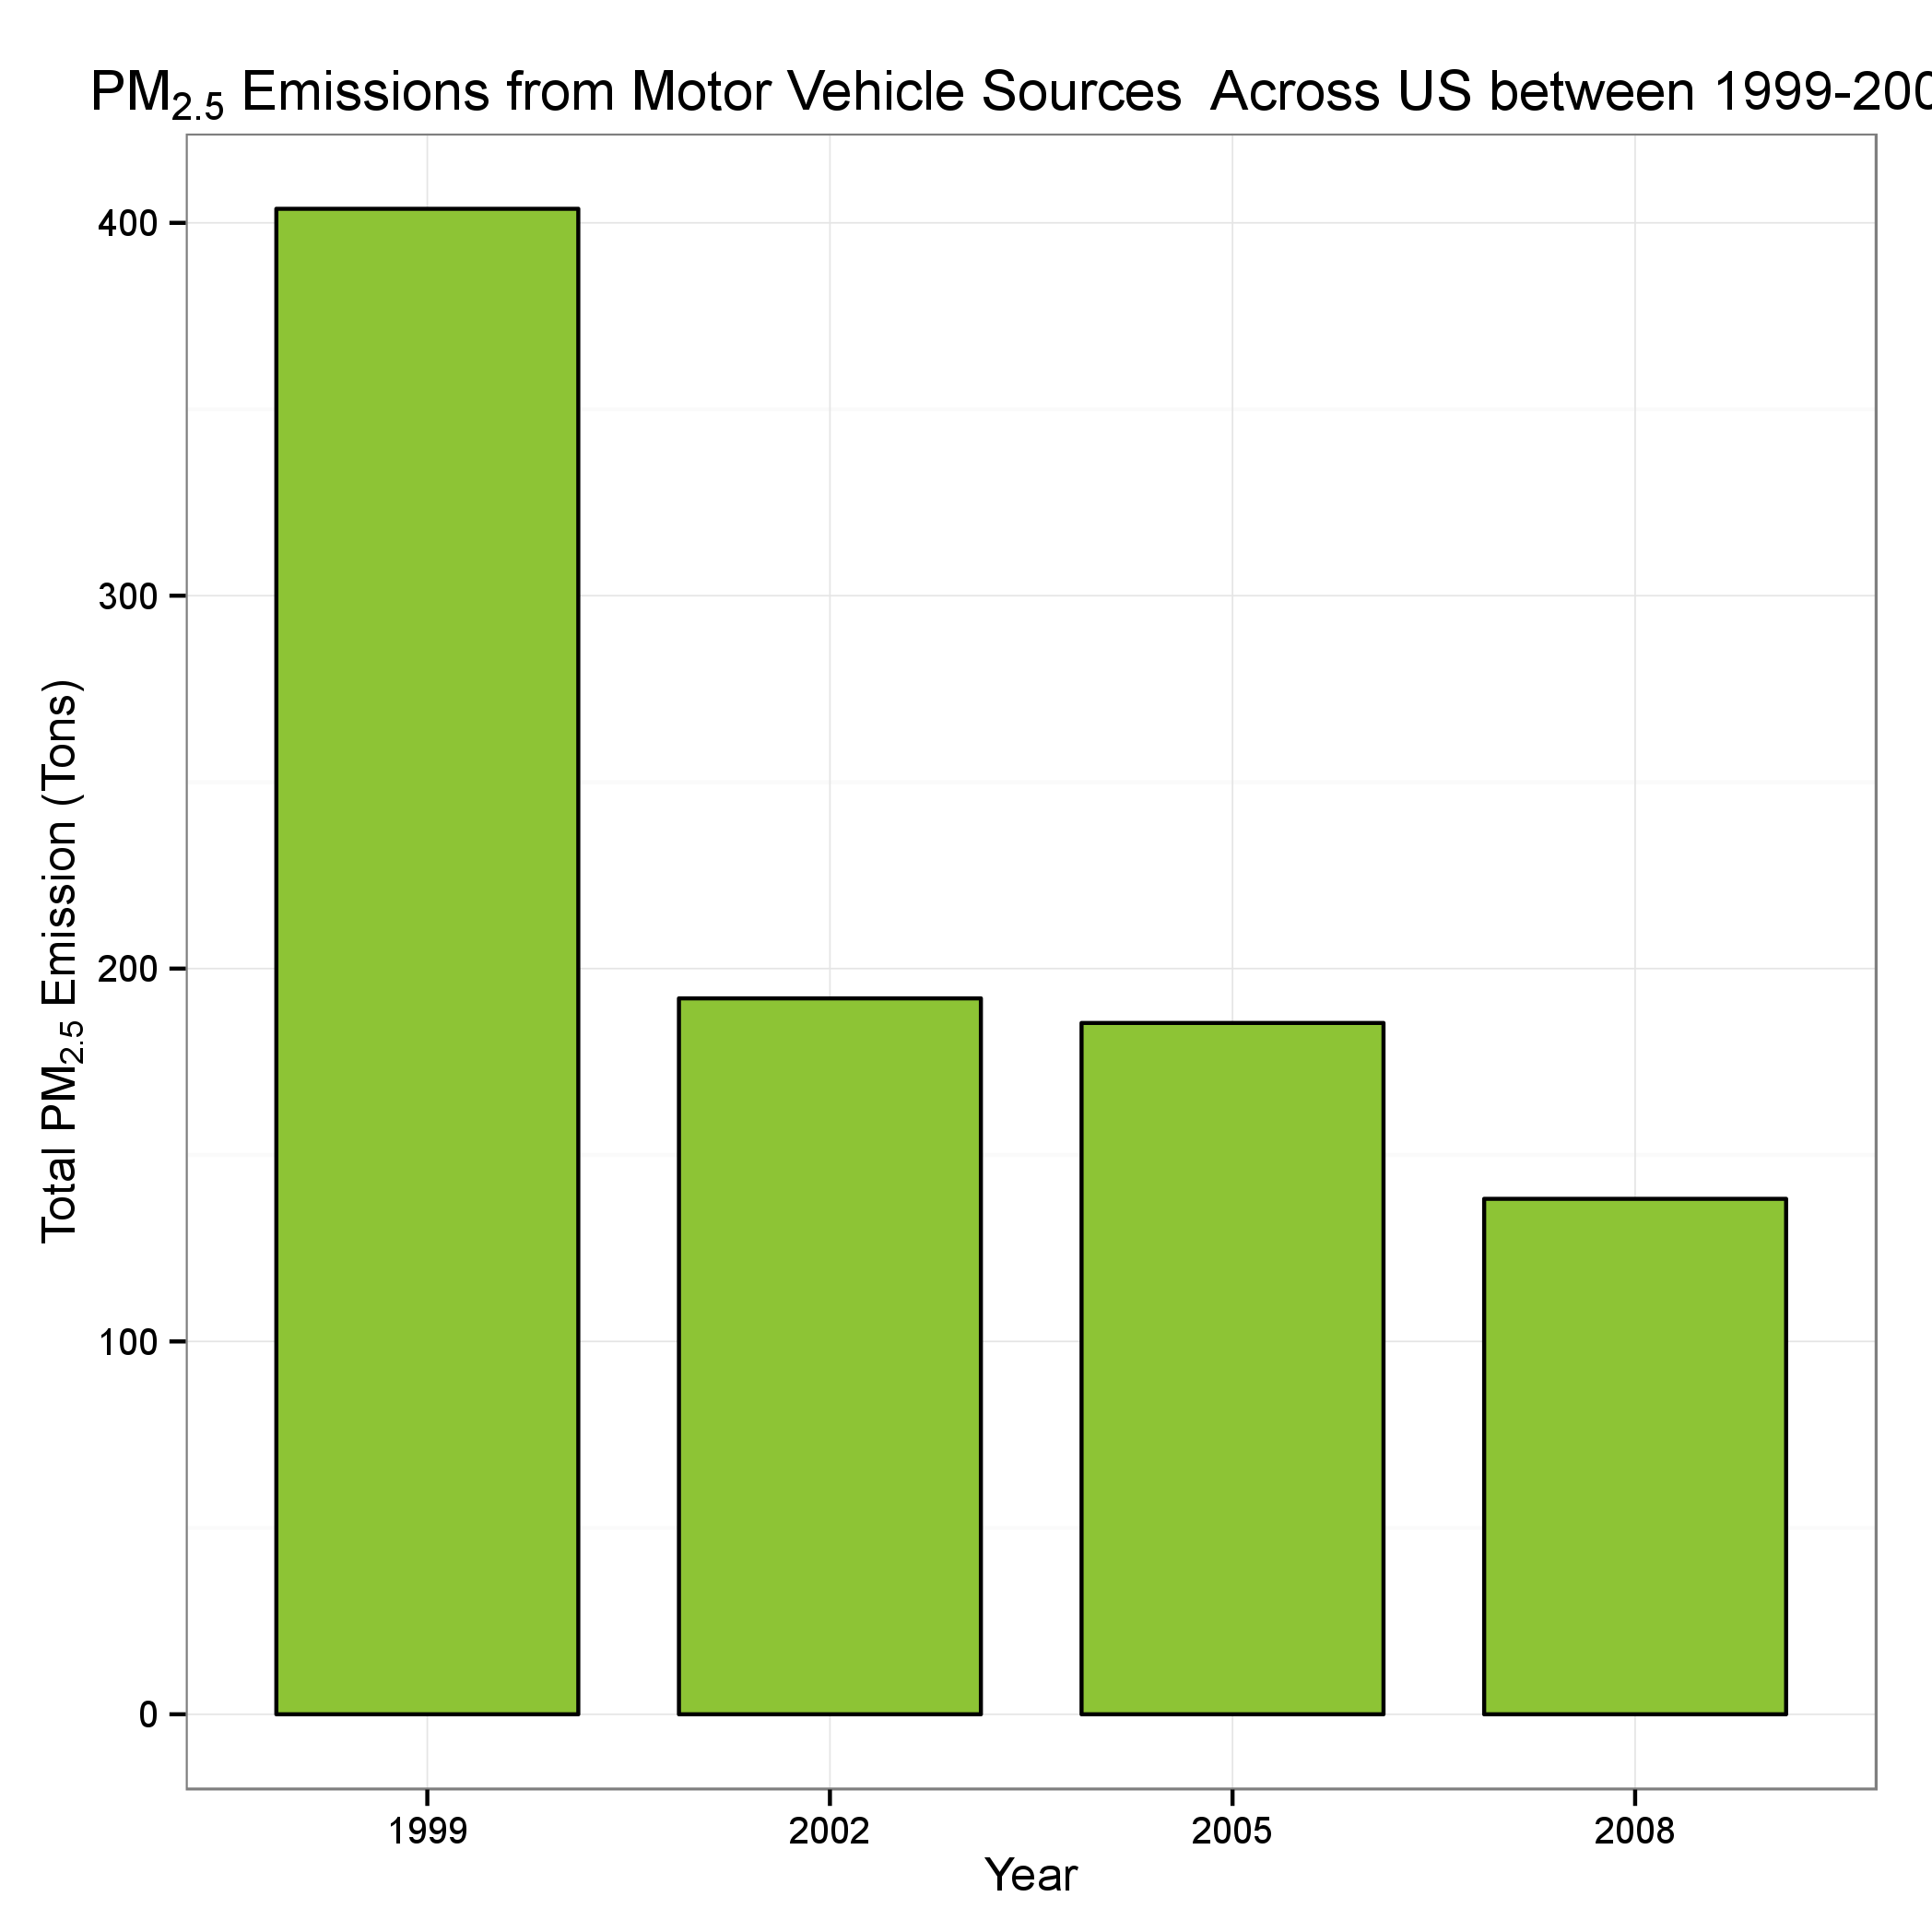 PM2.5 Emissions from Motor Vehicle Sources Across US between 1999-200
400
300
200
100
0
Total PM2.5 Emission (Tons)
1999 2002 2005 2008
Year